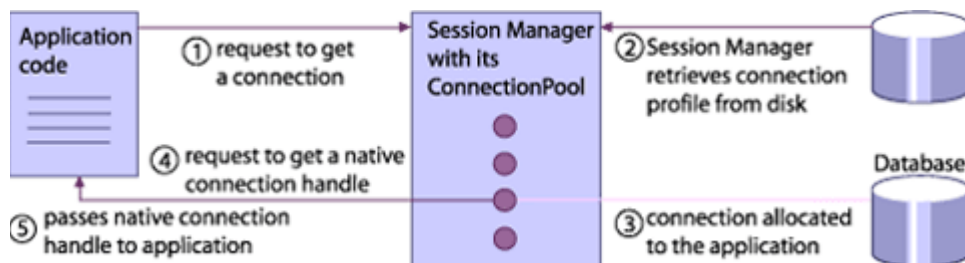 Application
code
① request to get
a connection
Session Manager
with its
ConnectionPool
② Session Manager
retrieves connection
profile from disk
④ request to get a native
connection handle
⑤ passes native connection
handle to application
Database
③ connection allocated
to the application